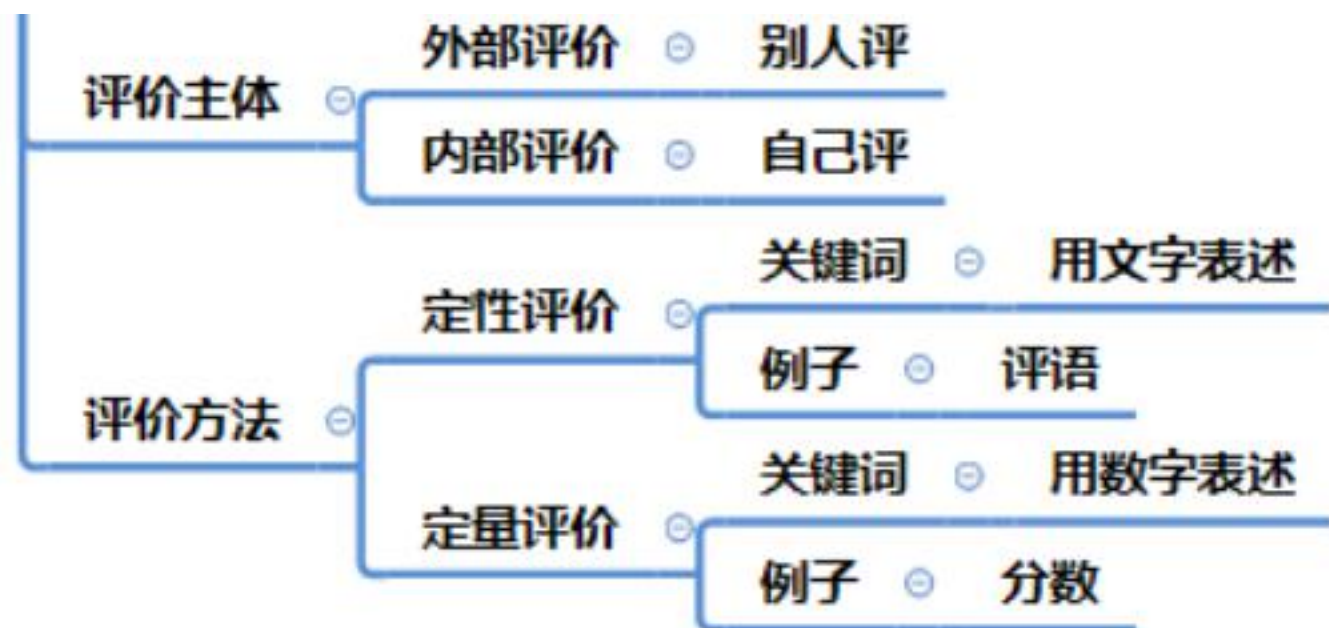 外部评价 别人评
评价主体
内部评价 自己评
关键词 用文字表述
定性评价
例子 评语
评价方法
关键词 用数字表述
定量评价
例子 分数